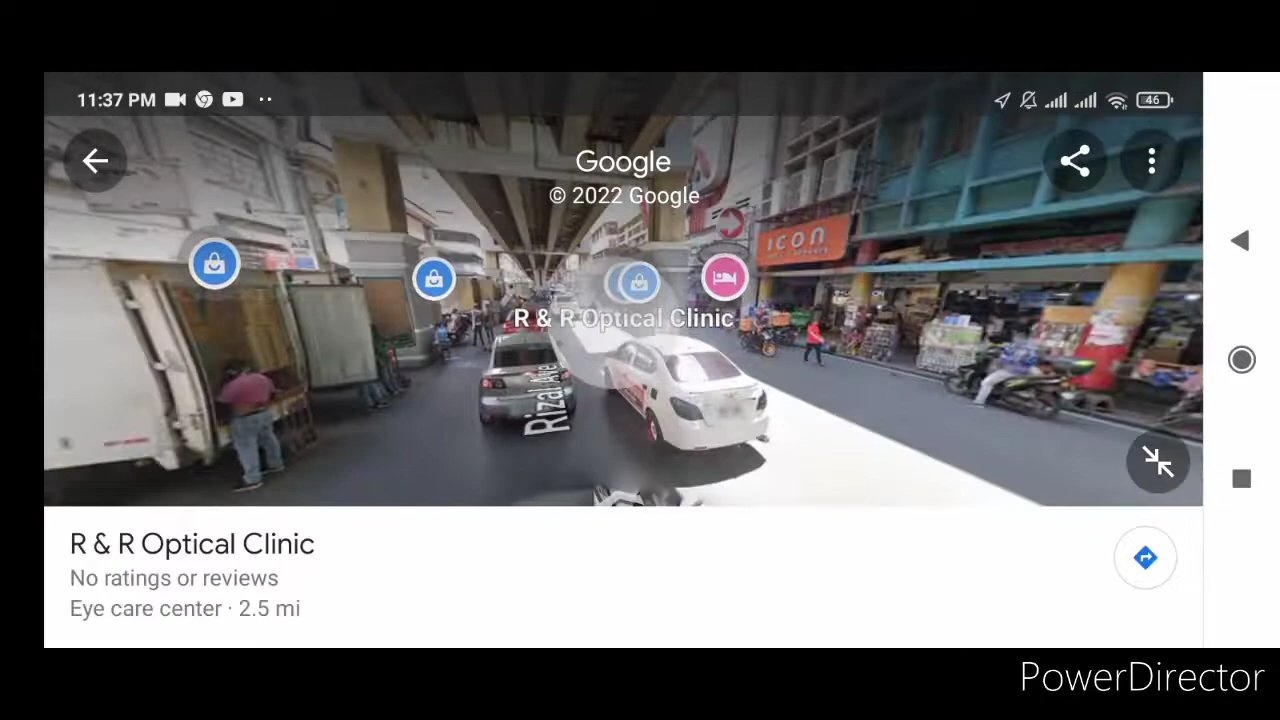 11:37 PM
46
Google
© 2022 Google
icon
R & R Optical Clinic
Rizal Ave
R & R Optical Clinic
No ratings or reviews
Eye care center · 2.5 mi
PowerDirector